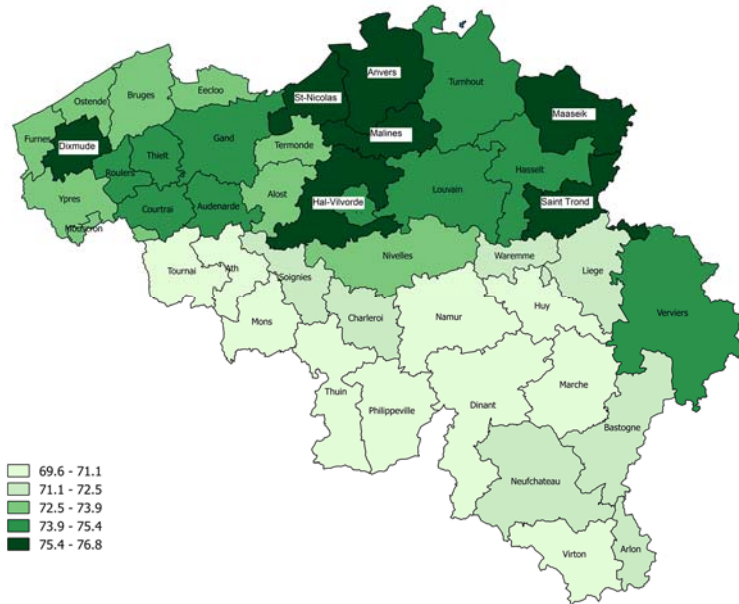 Anvers
Turnhout
Eecloo
St-Nicolas
Bruges
Ostende
Maaseik
Malines
Furnes
Dixmude
Gand
Termonde
Thielt
Roulers
Hasselt
Louvain
Alost
Ypres
Hal-Vilvorde
Saint Trond
Courtrai
Audenarde
Mouscron
Nivelles
Waremme
Tournai
Ath
Soignies
Liege
Huy
Verviers
Mons
Charleroi
Namur
Marche
Thuin
Philippeville
Dinant
Bastogne
Neufchateau
Virton
Arlon
69.6 - 71.1
71.1 - 72.5
72.5 - 73.9
73.9 - 75.4
75.4 - 76.8